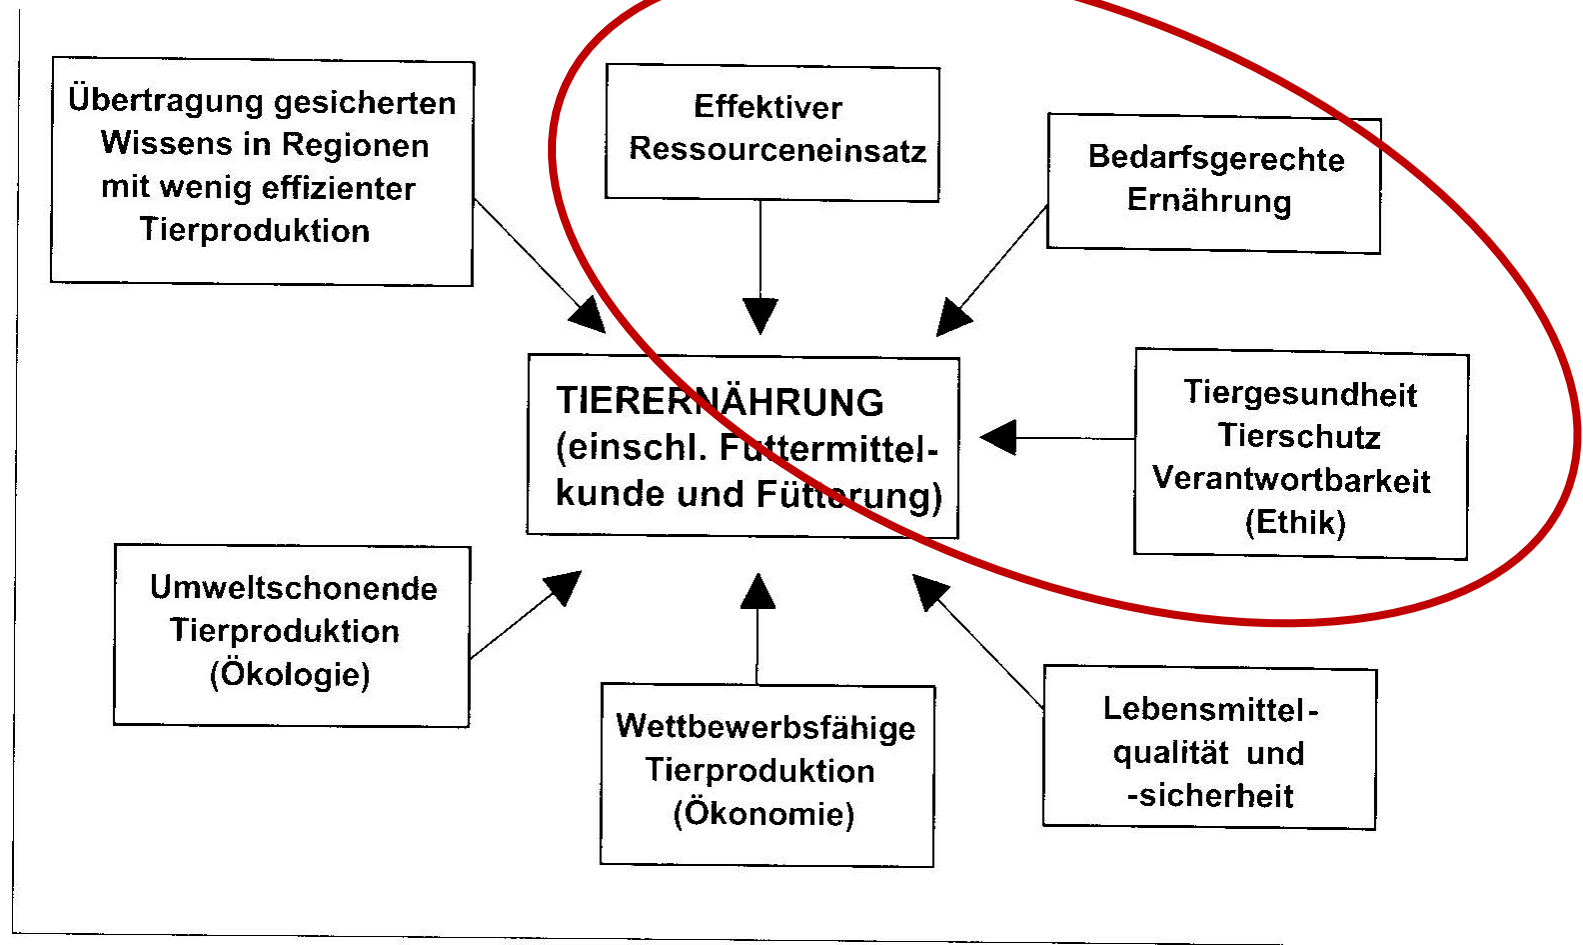 Übertragung gesicherten
Wissens in Regionen
mit wenig effizienter
Tierproduktion
Effektiver
Ressourceneinsatz
Bedarfsgerechte
Ernährung
TIERERNÄHRUNG
(einschl. Futtermittel-
kunde und Fütterung)
Tiergesundheit
Tierschutz
Verantwortbarkeit
(Ethik)
Umweltschonende
Tierproduktion
(Ökologie)
Wettbewerbsfähige
Tierproduktion
(Ökonomie)
Lebensmittel-
qualität und
-sicherheit